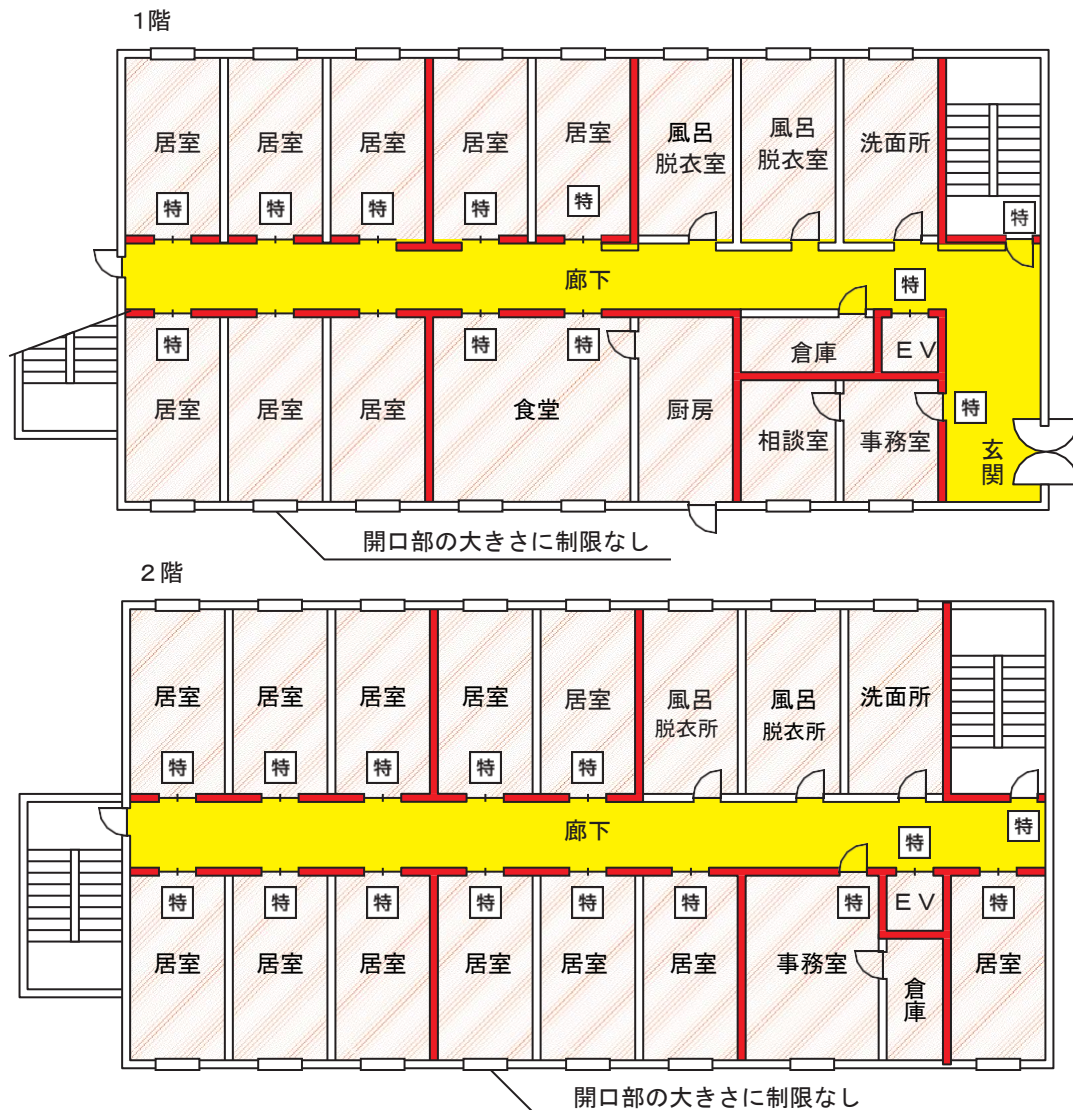 1階
居室
居室
居室
居室
居室
風呂
脱衣室
風呂
脱衣室
洗面所
特
特
特
特
特
特
廊下
特
特
特
特
倉庫
EV
居室
居室
居室
食堂
厨房
相談室
事務室
特
玄
関
開口部の大きさに制限なし
2階
居室
居室
居室
居室
居室
風呂
脱衣所
風呂
脱衣所
洗面所
特
特
特
特
特
廊下
特
特
特
特
特
特
特
特
特
EV
特
居室
居室
居室
居室
居室
居室
事務室
倉
庫
居室
開口部の大きさに制限なし